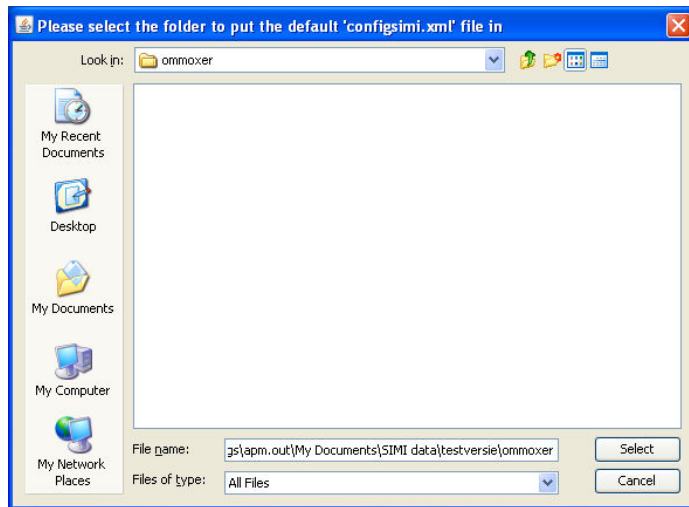 Please select the folder to put the default 'configsimi.xml' file in
Look in:
ommoxer
My Recent
Documents
Desktop
My Documents
My Computer
My Network
Places
File name:
gs\apm.out\My Documents\SIMI data\testversie\ommoxer
Select
Files of type:
All Files
Cancel